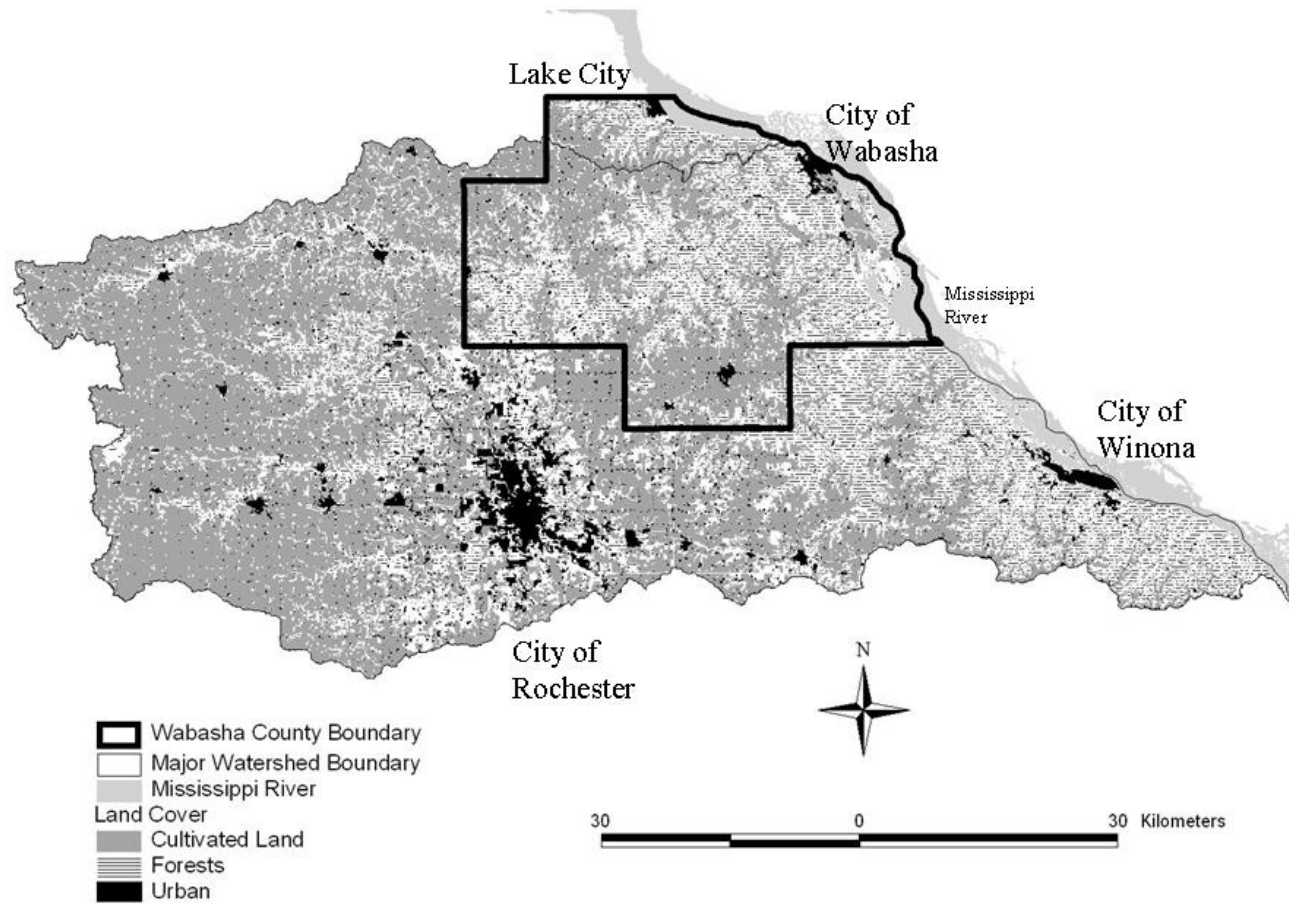 Lake City
City of
Wabasha
Mississippi
River
City of
Winona
City of
Rochester
N
Wabasha County Boundary
Major Watershed Boundary
Mississippi River
Land Cover
Cultivated Land
Forests
Urban
30 0 30 Kilometers